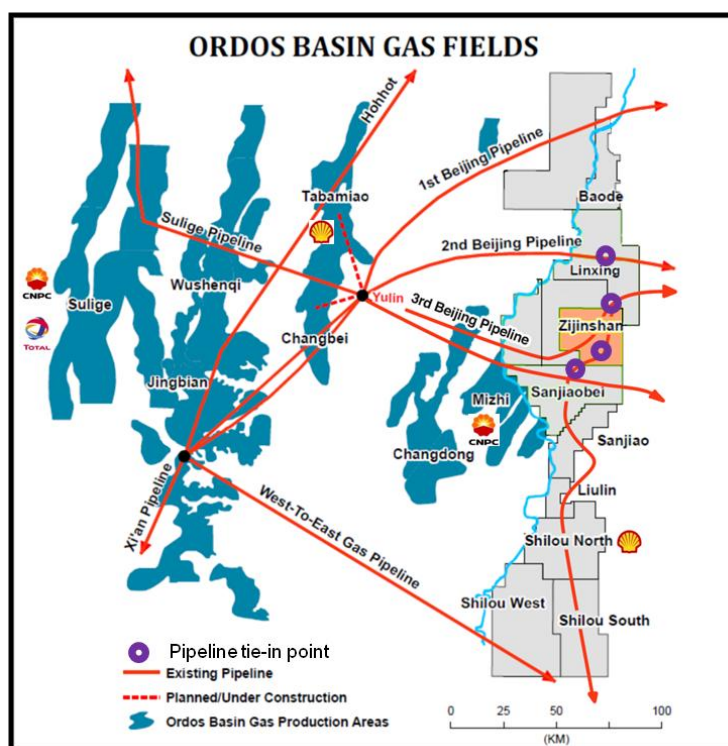 ORDOS BASIN GAS FIELDS
Hohhot
1st Beijing Pipeline
Tabamiao
Baode
Sulige Pipeline
2nd Beijing Pipeline
Linxing
Wushenqi
CNPC
Sulige
Yulin
3rd Beijing Pipeline
Zijinshan
TOTAL
Changbei
Jingbian
Mizhi
Sanjiaobei
CNPC
Changdong
Sanjiao
Xi'an Pipeline
West-To-East Gas Pipeline
Liulin
Shilou North
Shilou West
Shilou South
Pipeline tie-in point
Existing Pipeline
Planned/Under Construction
Ordos Basin Gas Production Areas
0 25 50 100
(KM)